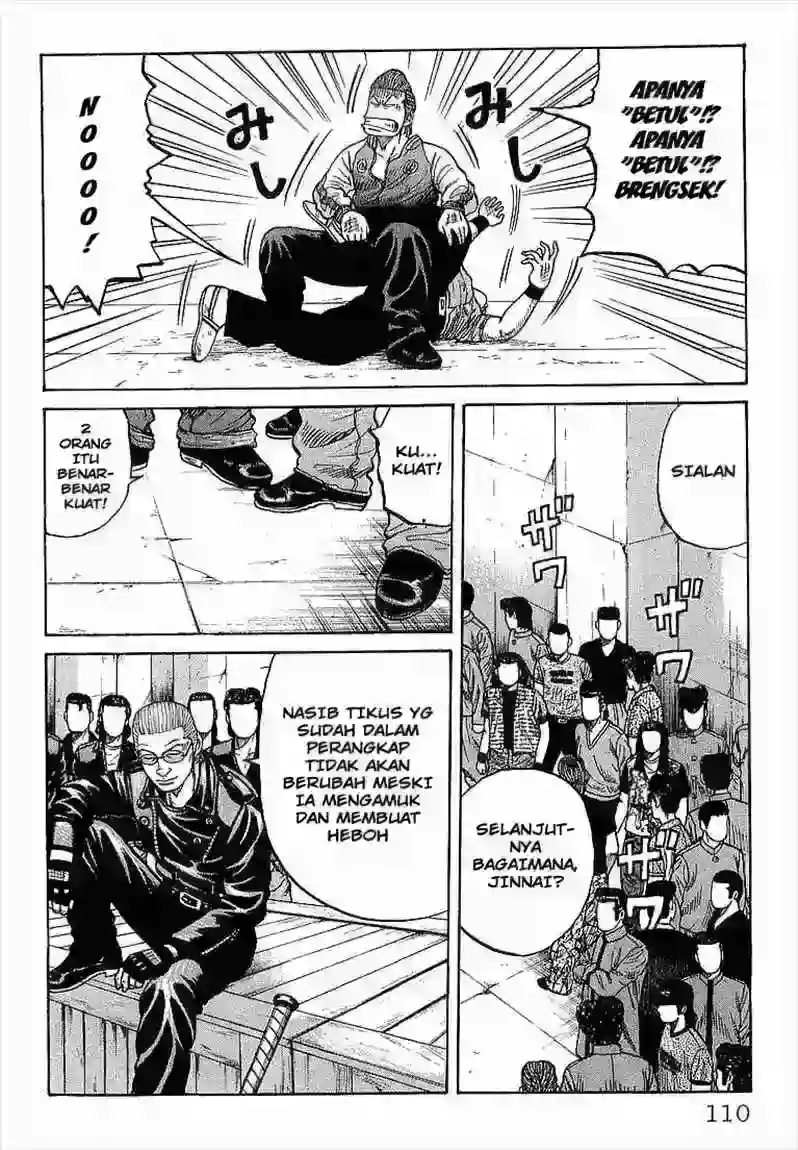 APANYA
"BETUL"!?
APANYA
"BETUL"!?
BRENGSEK!
みし
みし
NOOOO!
SIALAN
ザワ
ザワ
SELANJUT-
NYA
BAGAIMANA,
JINNAI?
ザワ
KU...
KUAT!
2
ORANG
ITU
BENAR-
BENAR
KUAT!
NASIB TIKUS YG
SUDAH DALAM
PERANGKAP
TIDAK AKAN
BERUBAH MESKI
IA MENGAMUK
DAN MEMBUAT
HEBOH
110